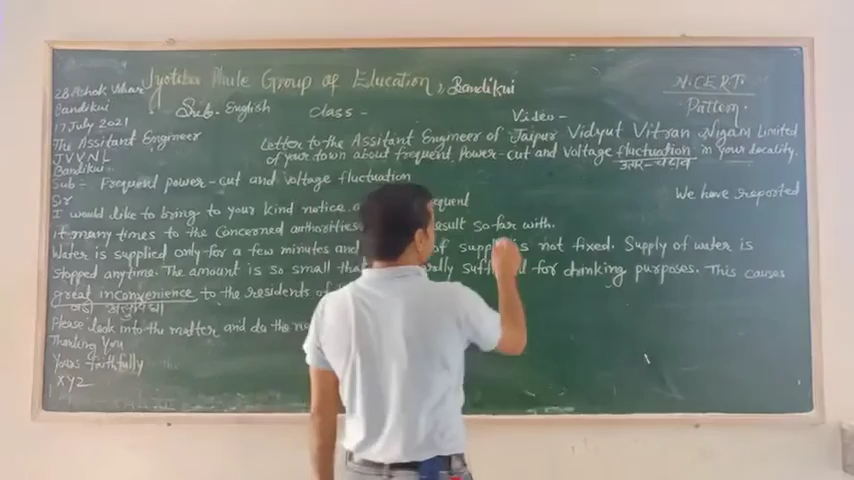 Jyotiba Phule Group of Education, Bandikui
N.C.E.R.T.
Pattern
Sub- English Class - Video -
28 Ashok Vihar
Bandikui
17 July 2021
The Assitant Engineer
JVVNL
Bandikui
Letter to the Assitant Engineer of Jaipur Vidyut Vitran Nigam Limited
of your town about frequent Power-cut and Voltage fluctuation in your locality.
उतार-चढ़ाव
Sub:- Frequent power-cut and Voltage fluctuation
Sr
I would like to bring to your kind notice We have reported
it many times to the Concerned authorities result so-far with.
Water is supplied only for a few minutes and of supply is not fixed. Supply of water is
stopped anytime. The amount is so small that for drinking purposes. This causes
great inconvenience to the residents of
Please look into the matter and do the
Thanking You
Yours faithfully
XYZ